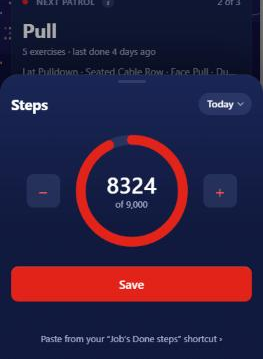 NEXT PATROL i 2 of 3
Pull
5 exercises · last done 4 days ago
Lat Pulldown · Seated Cable Row · Face Pull · Du...
Steps
Today
−
8324
+
of 9,000
Save
Paste from your “Job's Done steps” shortcut ›